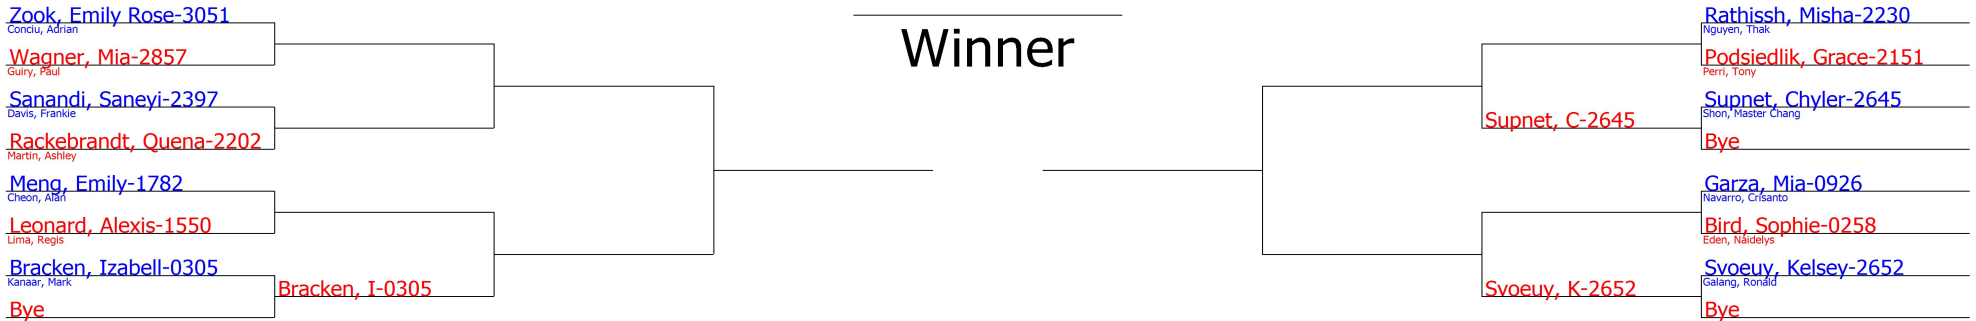 Zook, Emily Rose-3051
Conciu, Adrian
Wagner, Mia-2857
Guiry, Paul
Sanandi, Saneyi-2397
Davis, Frankie
Rackebrandt, Quena-2202
Martin, Ashley
Meng, Emily-1782
Cheon, Alan
Leonard, Alexis-1550
Lima, Regis
Bracken, Izabell-0305
Kanaar, Mark
Bye
Bracken, I-0305
Winner
Supnet, C-2645
Svoeuy, K-2652
Rathissh, Misha-2230
Nguyen, Thak
Podsiedlik, Grace-2151
Perri, Tony
Supnet, Chyler-2645
Shon, Master Chang
Bye
Garza, Mia-0926
Navarro, Crisanto
Bird, Sophie-0258
Eden, Naidelys
Svoeuy, Kelsey-2652
Galang, Ronald
Bye